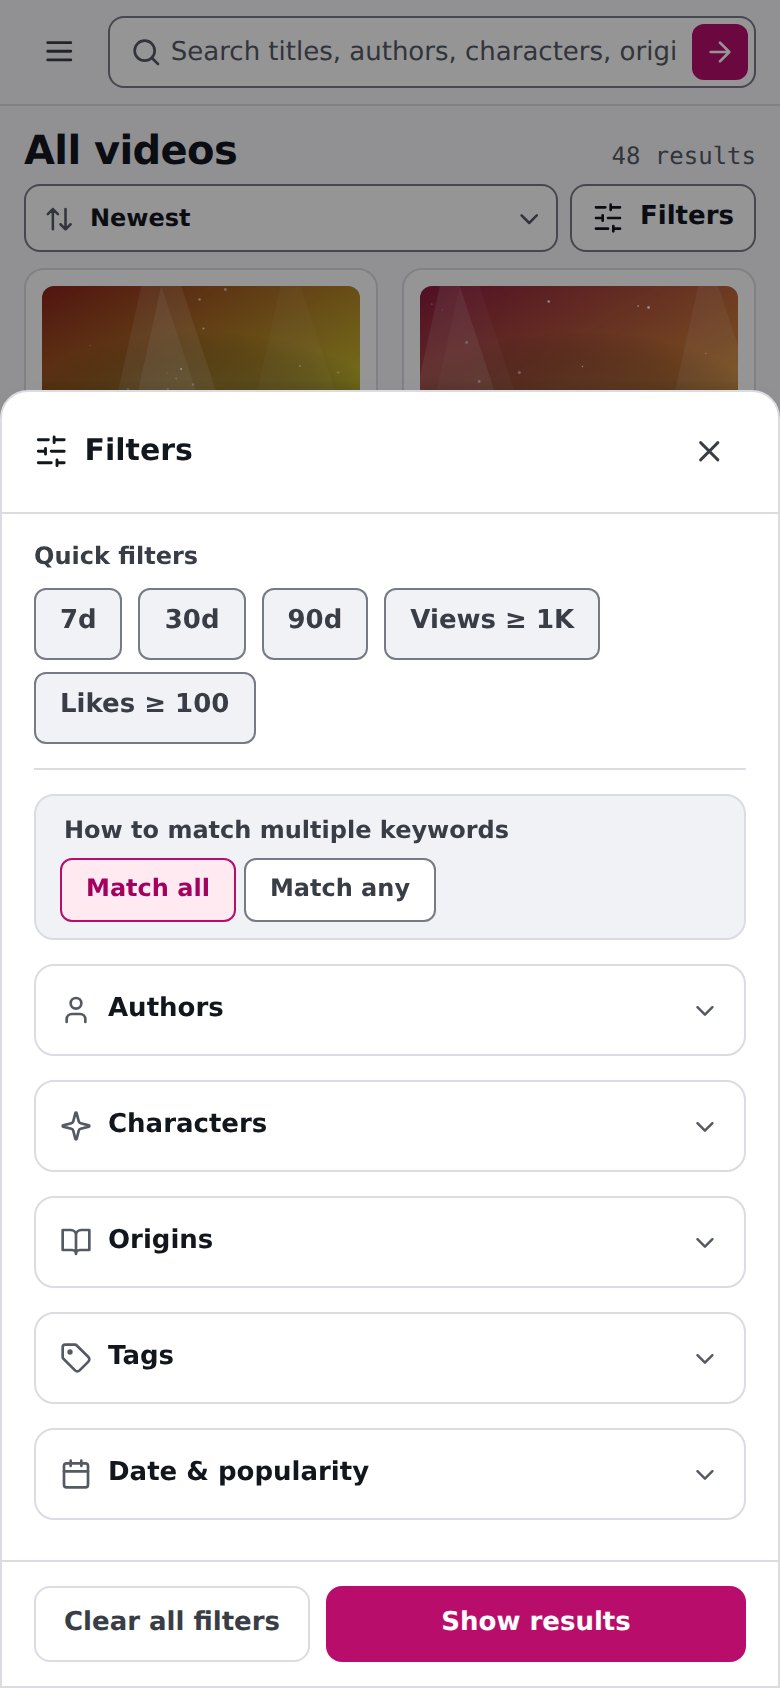 Search titles, authors, characters, origi
All videos
48 results
Newest
Filters
Filters
Quick filters
7d
30d
90d
Views ≥ 1K
Likes ≥ 100
How to match multiple keywords
Match all
Match any
Authors
Characters
Origins
Tags
Date & popularity
Clear all filters
Show results